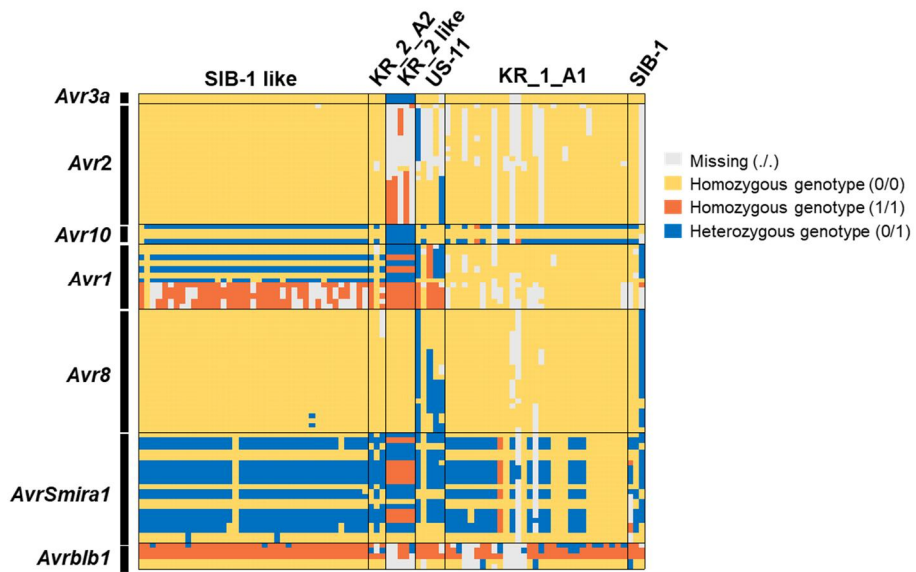 SIB-1 like
KR_2_A2
KR_2 like
US-11
KR_1_A1
SIB-1
Avr3a
Avr2
Avr10
Avr1
Avr8
AvrSmira1
Avrblb1
Missing (./.)
Homozygous genotype (0/0)
Homozygous genotype (1/1)
Heterozygous genotype (0/1)